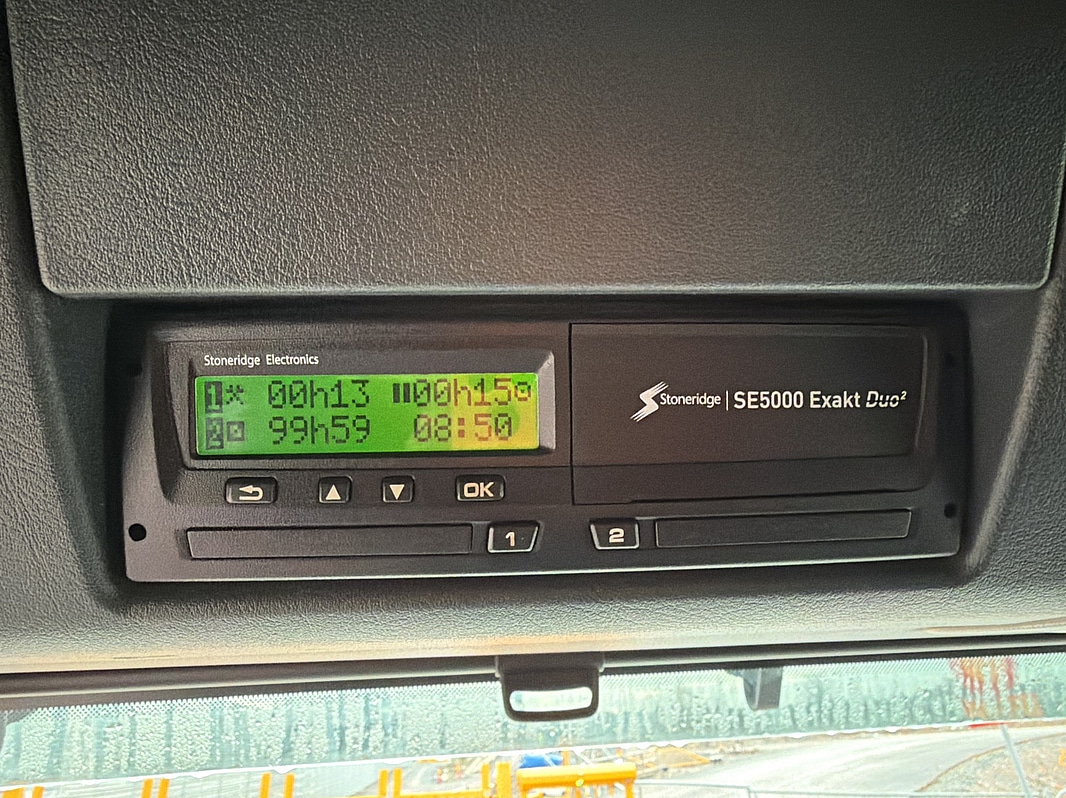 Stoneridge Electronics
1 00h13 00h15
2 99h59 08:50
OK
1 2
Stoneridge | SE5000 Exakt Duo²